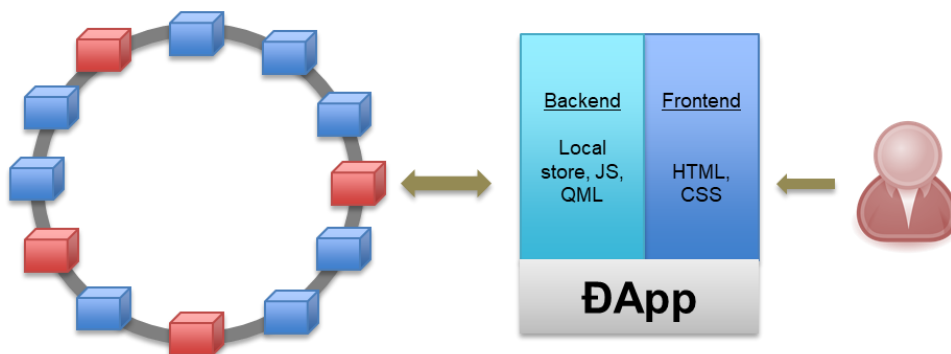 Backend
Local
store, JS,
QML
Frontend
HTML,
CSS
ĐApp